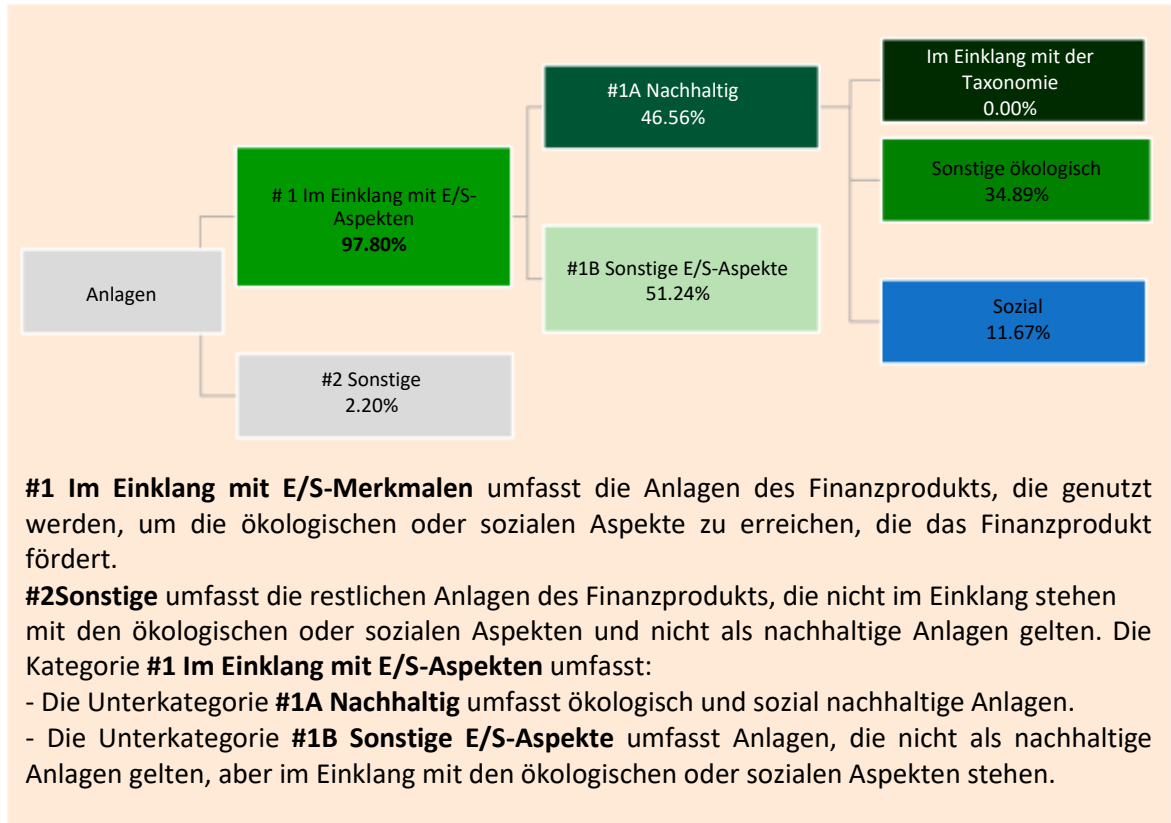 Im Einklang mit der
Taxonomie
0.00%
#1A Nachhaltig
46.56%
Sonstige ökologisch
34.89%
# 1 Im Einklang mit E/S-
Aspekten
97.80%
#1B Sonstige E/S-Aspekte
51.24%
Anlagen
Sozial
11.67%
#2 Sonstige
2.20%
#1 Im Einklang mit E/S-Merkmalen umfasst die Anlagen des Finanzprodukts, die genutzt
werden, um die ökologischen oder sozialen Aspekte zu erreichen, die das Finanzprodukt
fördert.
#2Sonstige umfasst die restlichen Anlagen des Finanzprodukts, die nicht im Einklang stehen
mit den ökologischen oder sozialen Aspekten und nicht als nachhaltige Anlagen gelten. Die
Kategorie #1 Im Einklang mit E/S-Aspekten umfasst:
- Die Unterkategorie #1A Nachhaltig umfasst ökologisch und sozial nachhaltige Anlagen.
- Die Unterkategorie #1B Sonstige E/S-Aspekte umfasst Anlagen, die nicht als nachhaltige
Anlagen gelten, aber im Einklang mit den ökologischen oder sozialen Aspekten stehen.